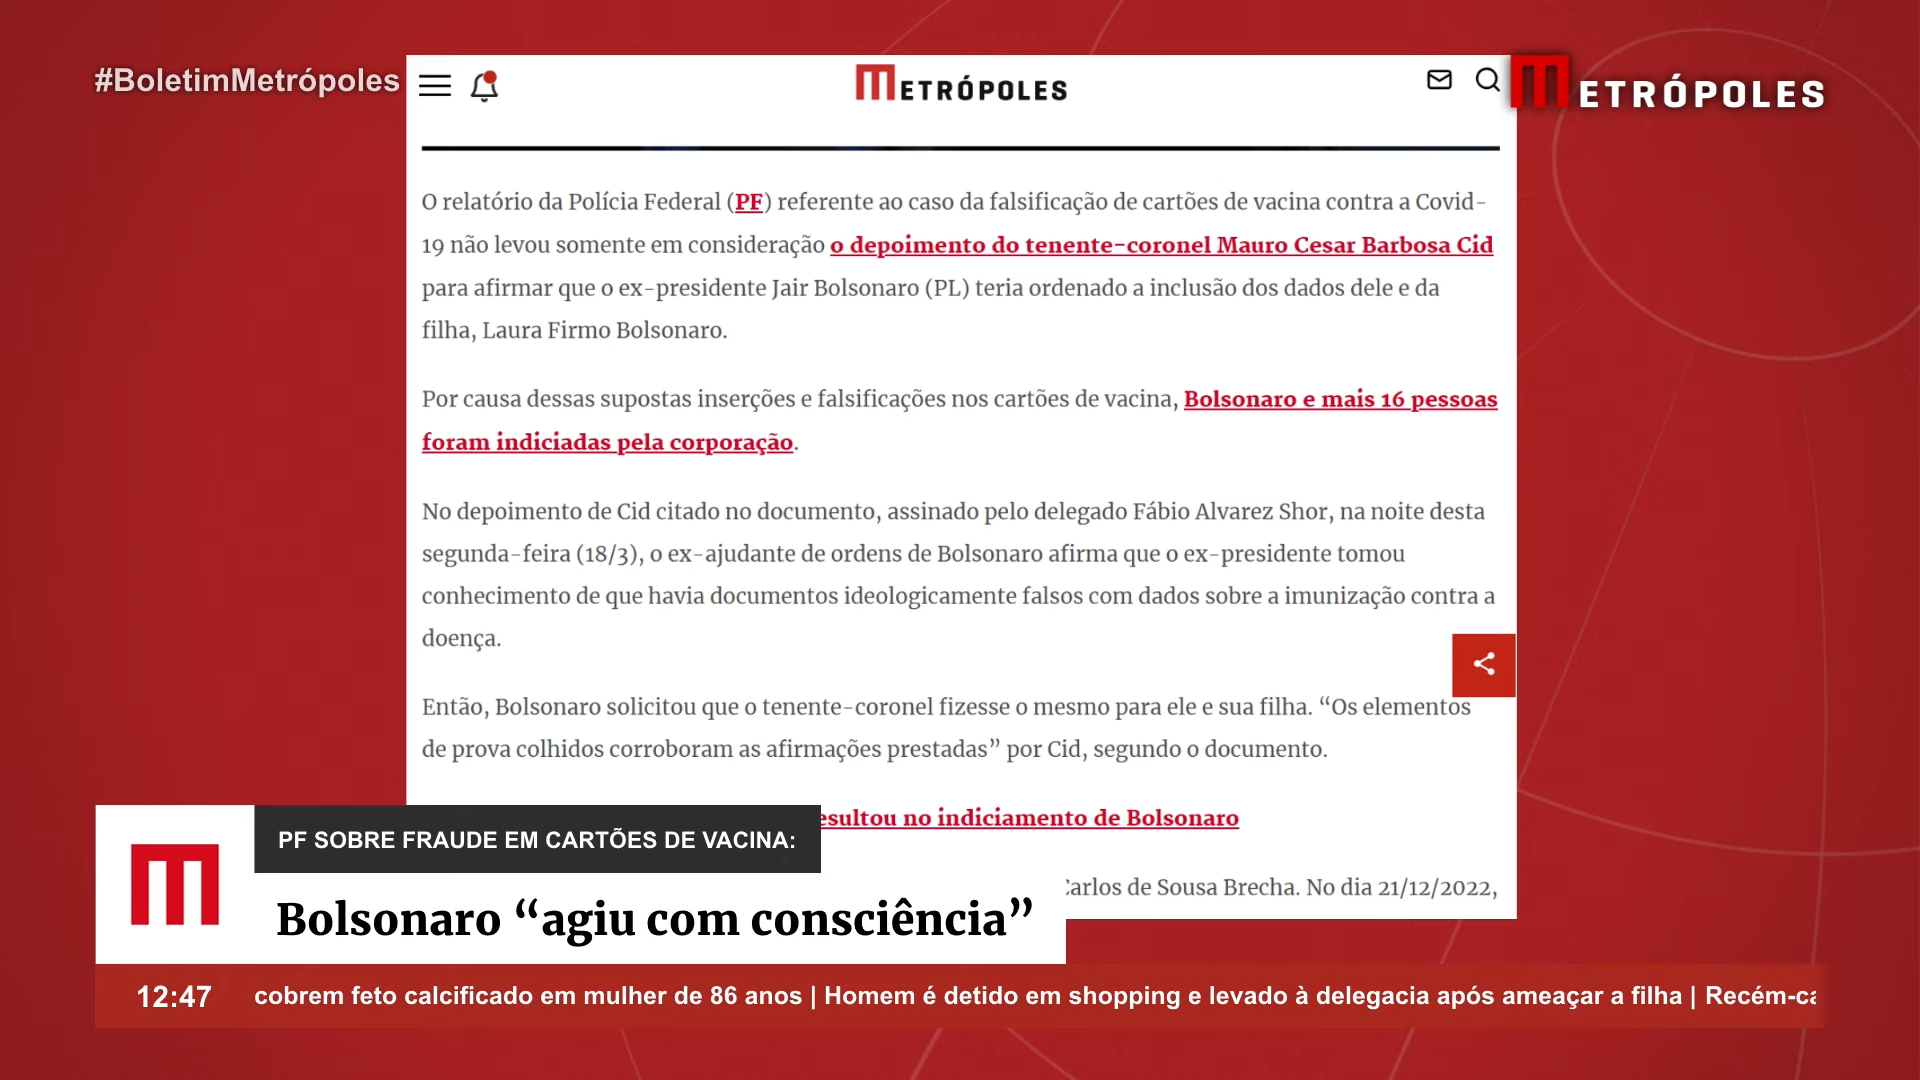 #BoletimMetrópoles
METRÓPOLES
METRÓPOLES
O relatório da Polícia Federal (PF) referente ao caso da falsificação de cartões de vacina contra a Covid-
19 não levou somente em consideração o depoimento do tenente-coronel Mauro Cesar Barbosa Cid
para afirmar que o ex-presidente Jair Bolsonaro (PL) teria ordenado a inclusão dos dados dele e da
filha, Laura Firmo Bolsonaro.
Por causa dessas supostas inserções e falsificações nos cartões de vacina, Bolsonaro e mais 16 pessoas
foram indiciadas pela corporação.
No depoimento de Cid citado no documento, assinado pelo delegado Fábio Alvarez Shor, na noite desta
segunda-feira (18/3), o ex-ajudante de ordens de Bolsonaro afirma que o ex-presidente tomou
conhecimento de que havia documentos ideologicamente falsos com dados sobre a imunização contra a
doença.
Então, Bolsonaro solicitou que o tenente-coronel fizesse o mesmo para ele e sua filha. “Os elementos
de prova colhidos corroboram as afirmações prestadas” por Cid, segundo o documento.
esultou no indiciamento de Bolsonaro
Carlos de Sousa Brecha. No dia 21/12/2022,
PF SOBRE FRAUDE EM CARTÕES DE VACINA:
Bolsonaro “agiu com consciência”
12:47
cobrem feto calcificado em mulher de 86 anos | Homem é detido em shopping e levado à delegacia após ameaçar a filha | Recém-ca